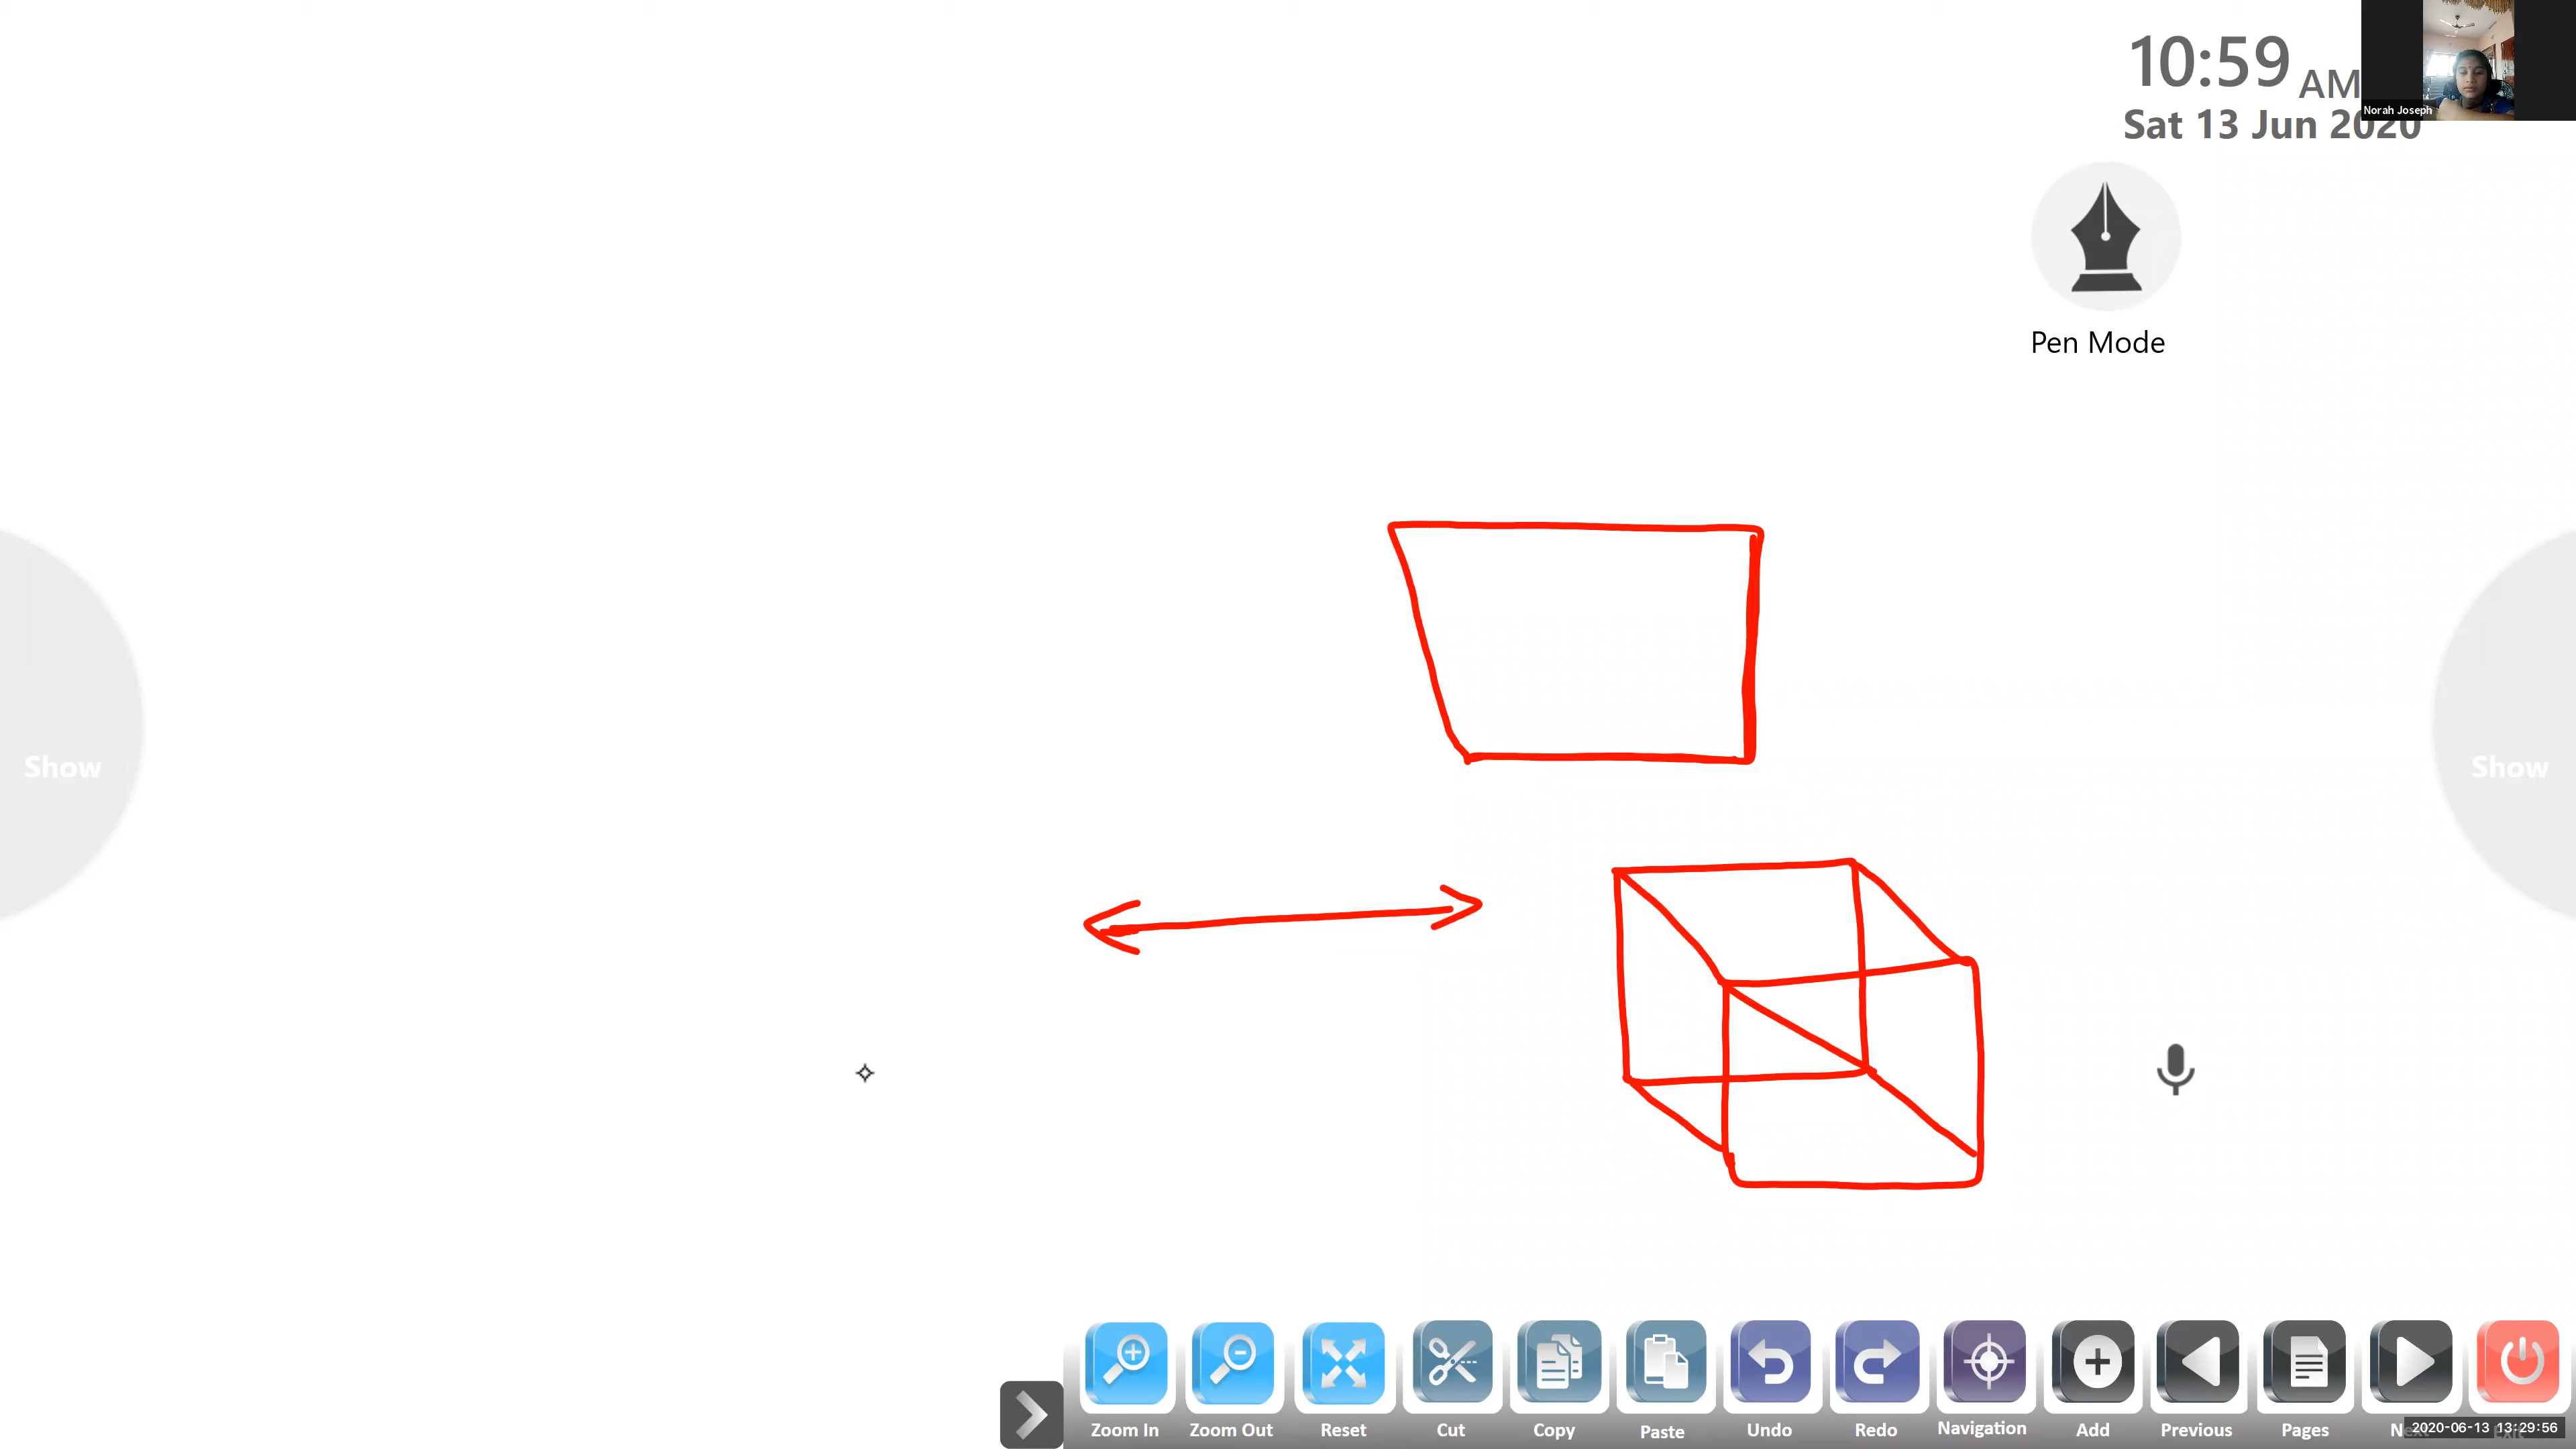 10:59 AM
Norah Joseph
Sat 13 Jun 2020
Pen Mode
Show
Show
Zoom In
Zoom Out
Reset
Cut
Copy
Paste
Undo
Redo
Navigation
Add
Previous
Pages
2020-06-13 13:29:56